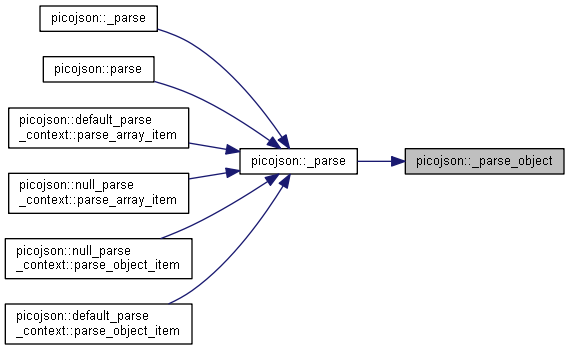 picojson::_parse
picojson::parse
picojson::default_parse
_context::parse_array_item
picojson::null_parse
_context::parse_array_item
picojson::null_parse
_context::parse_object_item
picojson::default_parse
_context::parse_object_item
picojson::_parse
picojson::_parse_object